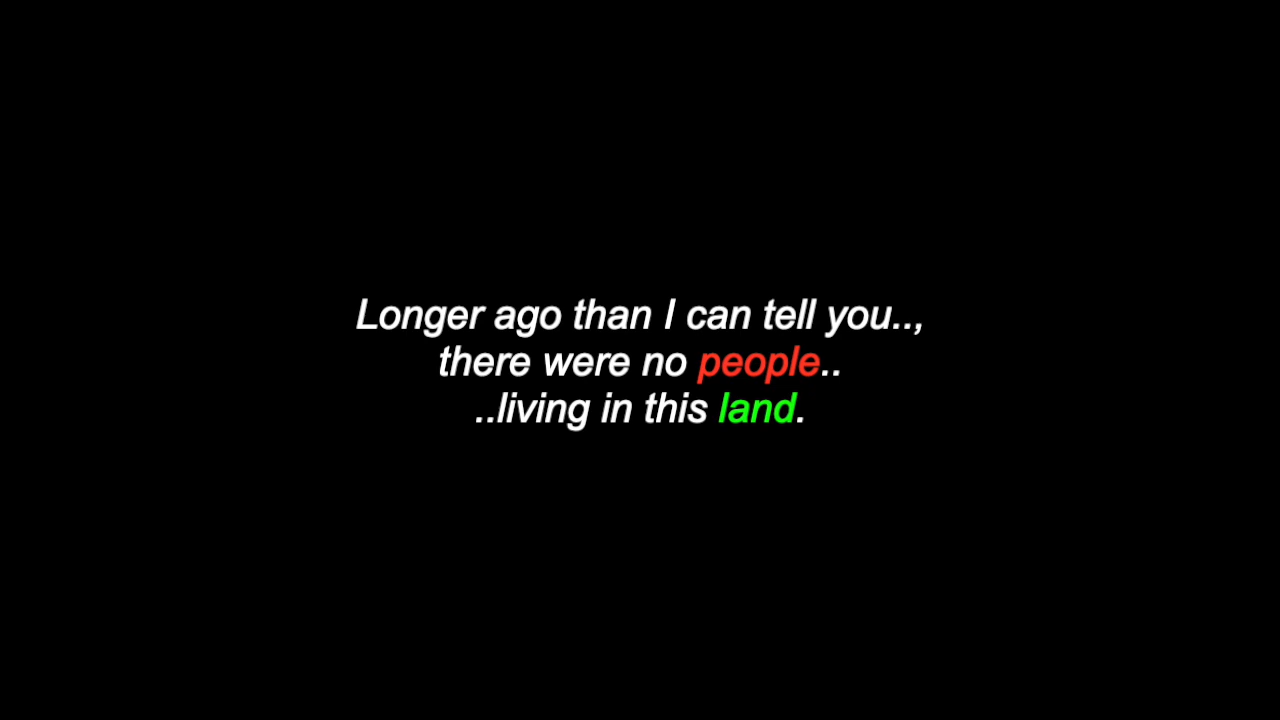 Longer ago than I can tell you..,
there were no people..
..living in this land.